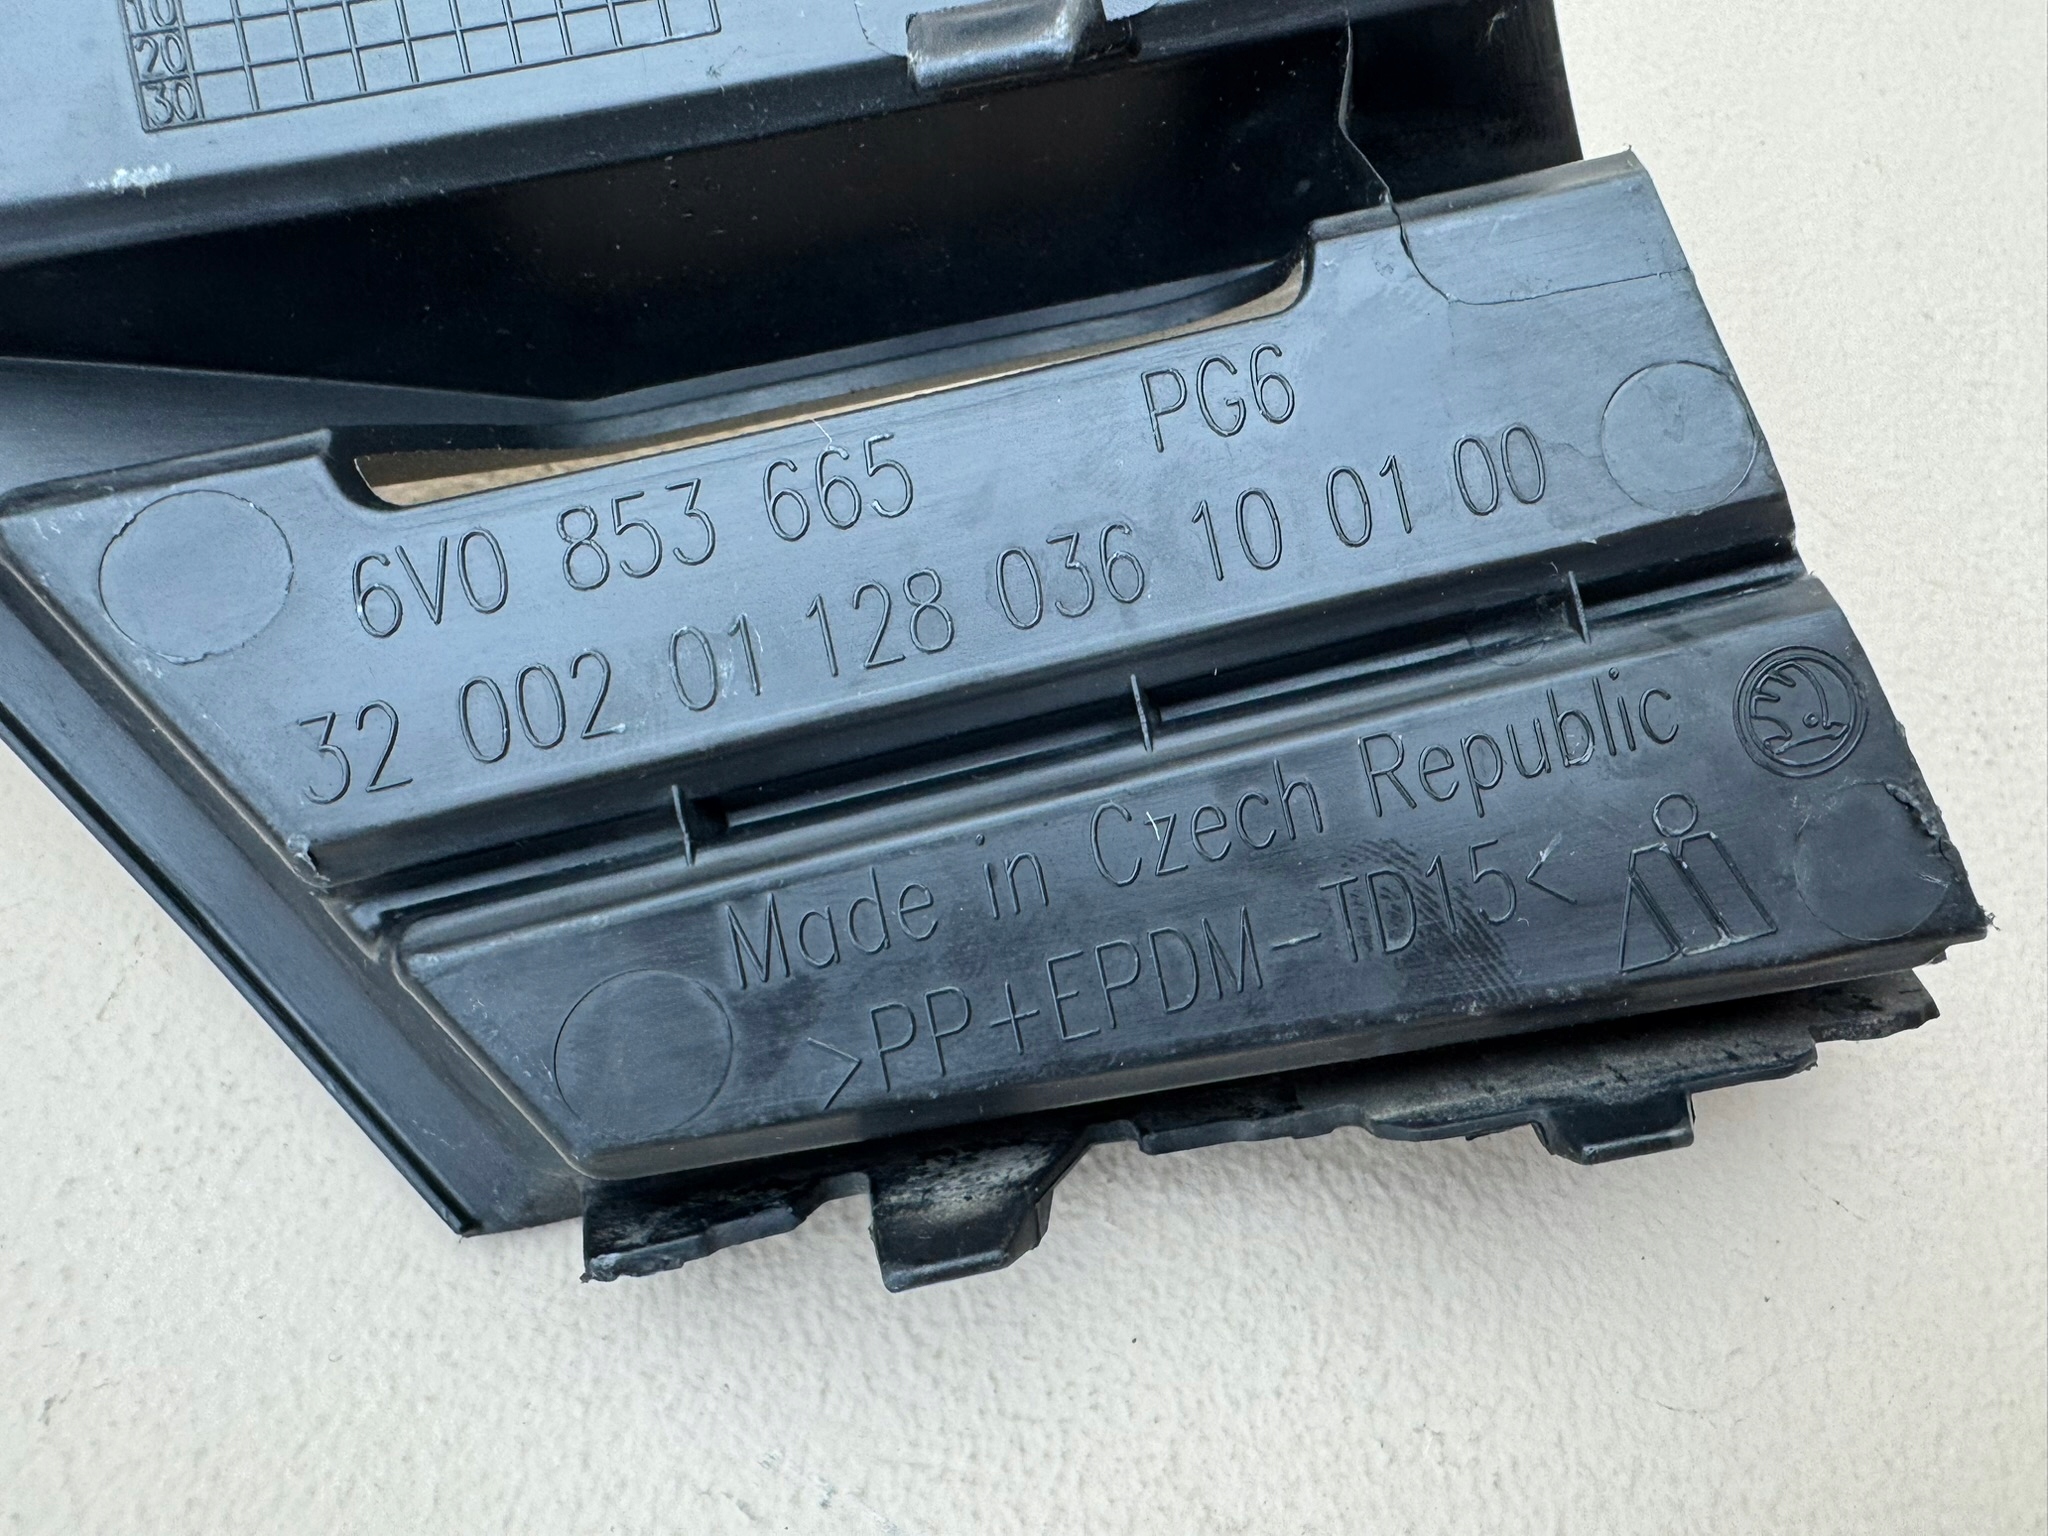 10
20
30
6V0 853 665 PG6
32 002 01 128 036 10 01 00
Made in Czech Republic
>PP+EPDM-TD15<